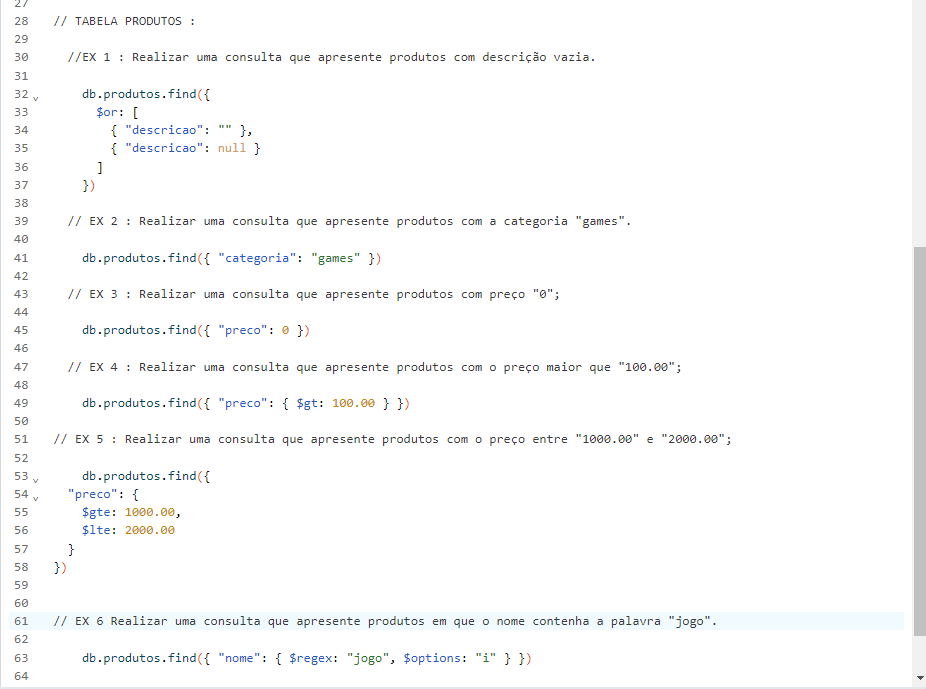 27
28 // TABELA PRODUTOS :
29
30 //EX 1 : Realizar uma consulta que apresente produtos com descrição vazia.
31
32 db.produtos.find({
33 $or: [
34 { "descricao": "" },
35 { "descricao": null }
36 ]
37 })
38
39 // EX 2 : Realizar uma consulta que apresente produtos com a categoria "games".
40
41 db.produtos.find({ "categoria": "games" })
42
43 // EX 3 : Realizar uma consulta que apresente produtos com preço "0";
44
45 db.produtos.find({ "preco": 0 })
46
47 // EX 4 : Realizar uma consulta que apresente produtos com o preço maior que "100.00";
48
49 db.produtos.find({ "preco": { $gt: 100.00 } })
50
51 // EX 5 : Realizar uma consulta que apresente produtos com o preço entre "1000.00" e "2000.00";
52
53 db.produtos.find({
54 "preco": {
55 $gte: 1000.00,
56 $lte: 2000.00
57 }
58 })
59
60
61 // EX 6 Realizar uma consulta que apresente produtos em que o nome contenha a palavra "jogo".
62
63 db.produtos.find({ "nome": { $regex: "jogo", $options: "i" } })
64